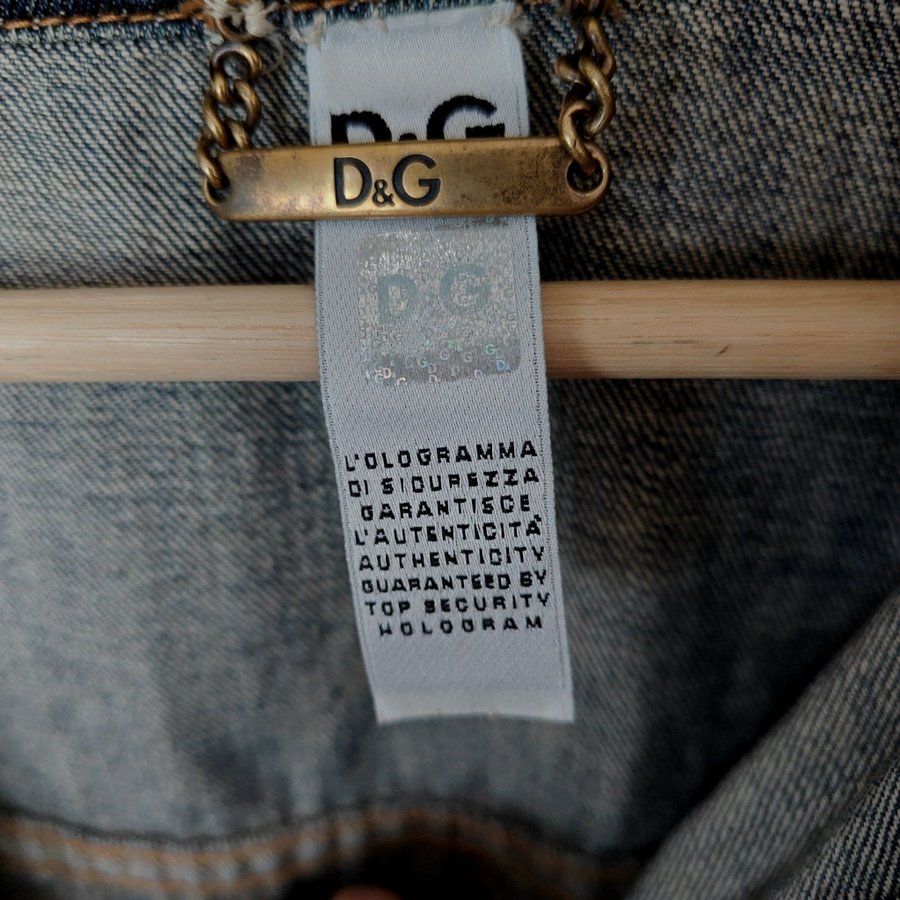 D&G
D&G
D&G
L'OLOGRAMMA
DI SICUREZZA
GARANTISCE
L'AUTENTICITÀ
AUTHENTICITY
GUARANTEED BY
TOP SECURITY
HOLOGRAM